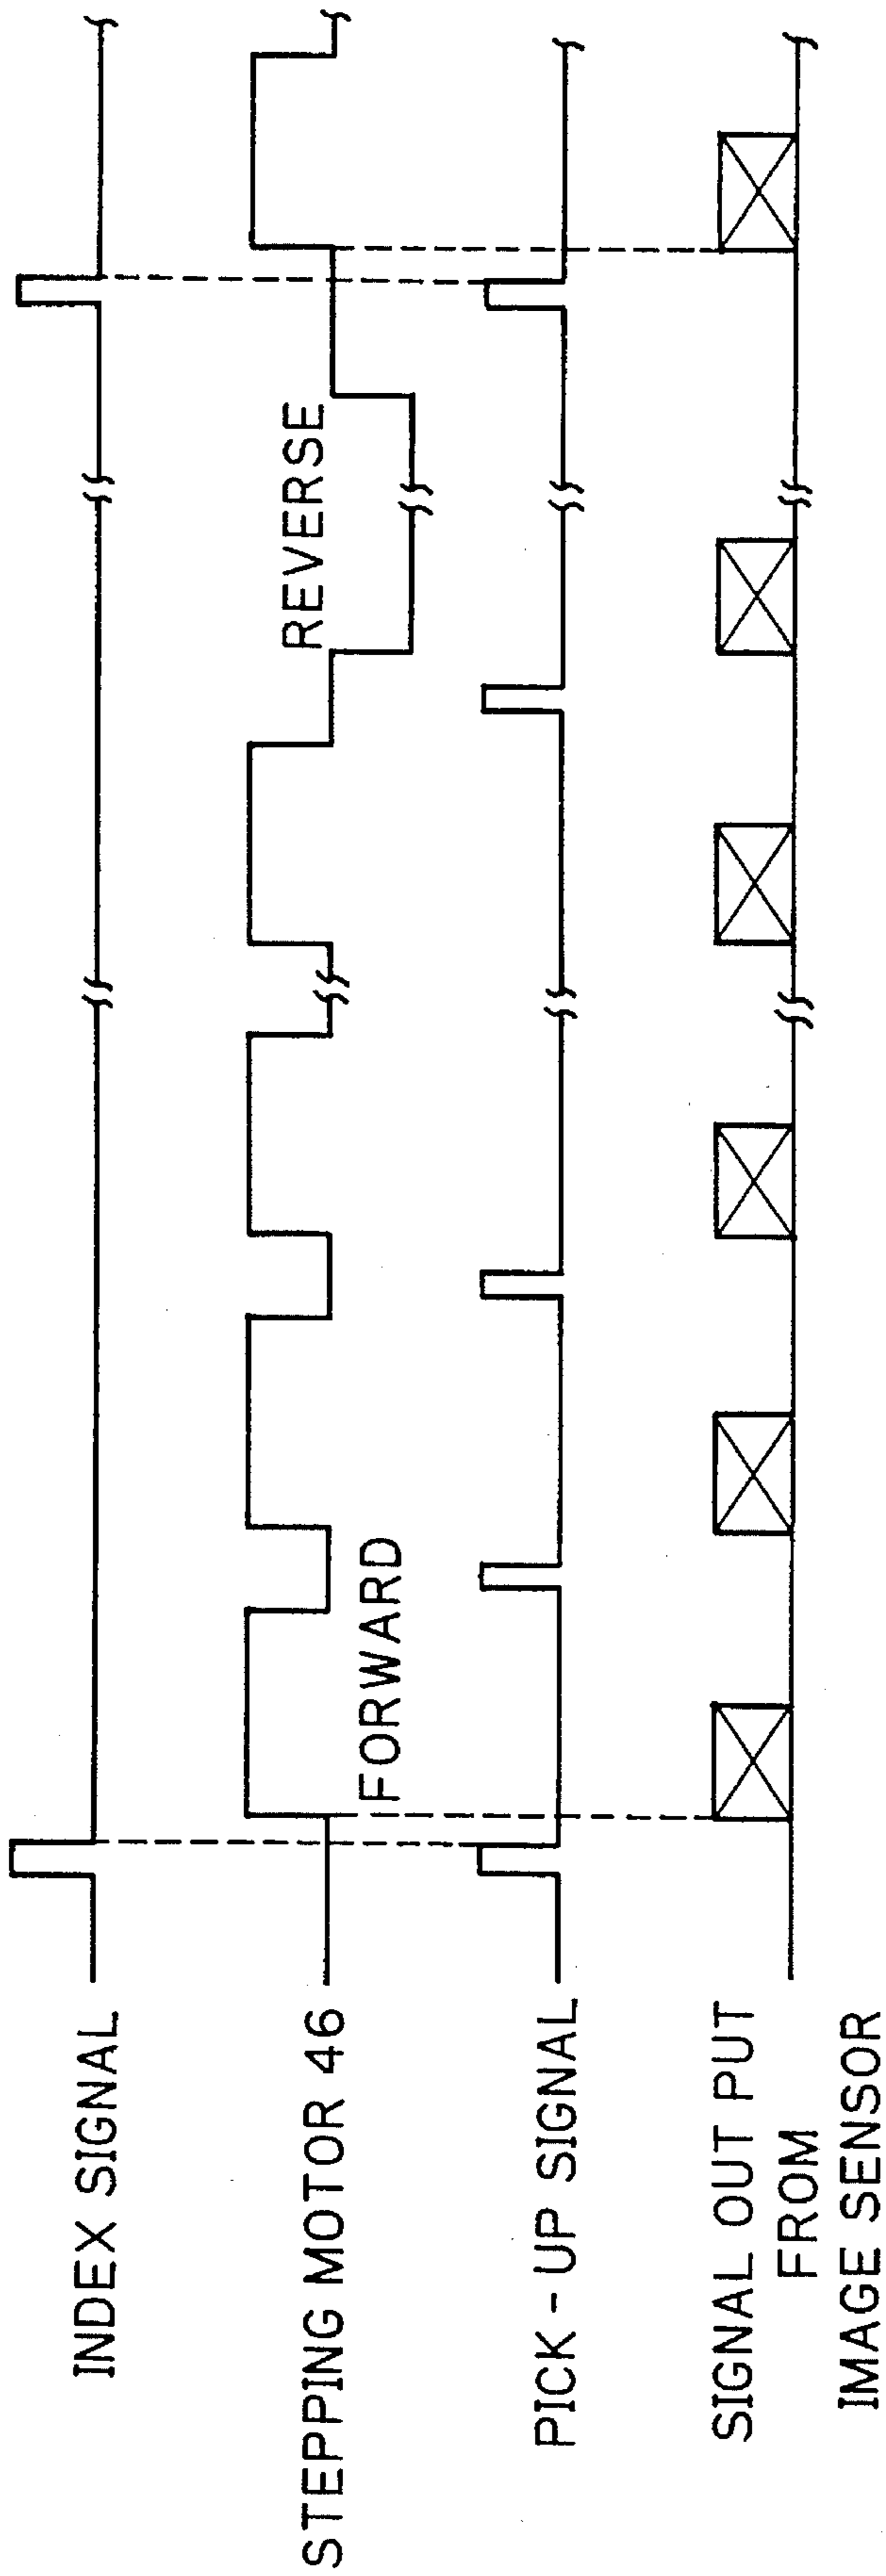 INDEX SIGNAL
STEPPING MOTOR 46
FORWARD
REVERSE
PICK-UP SIGNAL
SIGNAL OUT PUT
FROM
IMAGE SENSOR